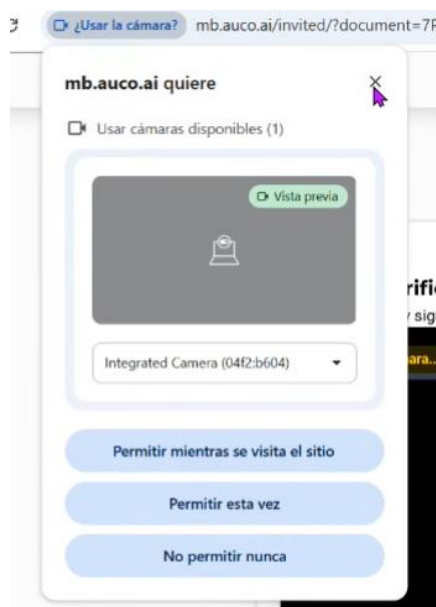 ¿Usar la cámara? mb.auco.ai/invited/?document=7
mb.auco.ai quiere
Usar cámaras disponibles (1)
Vista previa
Integrated Camera (04f2:b604)
Permitir mientras se visita el sitio
Permitir esta vez
No permitir nunca